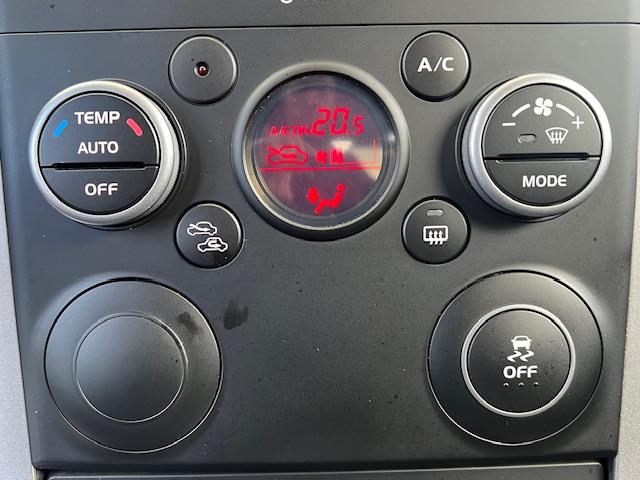 A/C
TEMP
AUTO
OFF
A/C ON 20.5
- +
MODE
OFF